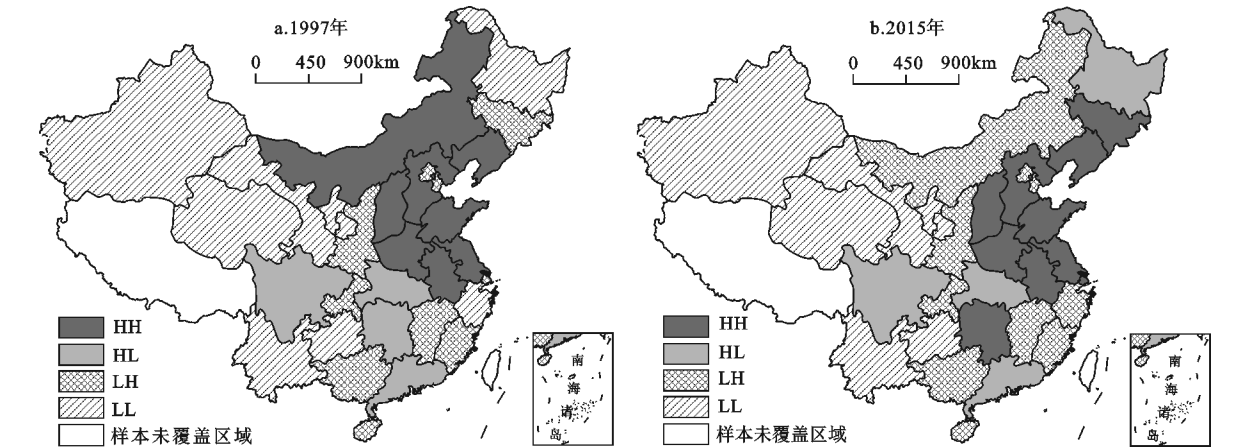 a.1997年
0 450 900km
HH
HL
LH
LL
样本未覆盖区域
南
海
诸
岛
b.2015年
0 450 900km
HH
HL
LH
LL
样本未覆盖区域
南
海
诸
岛